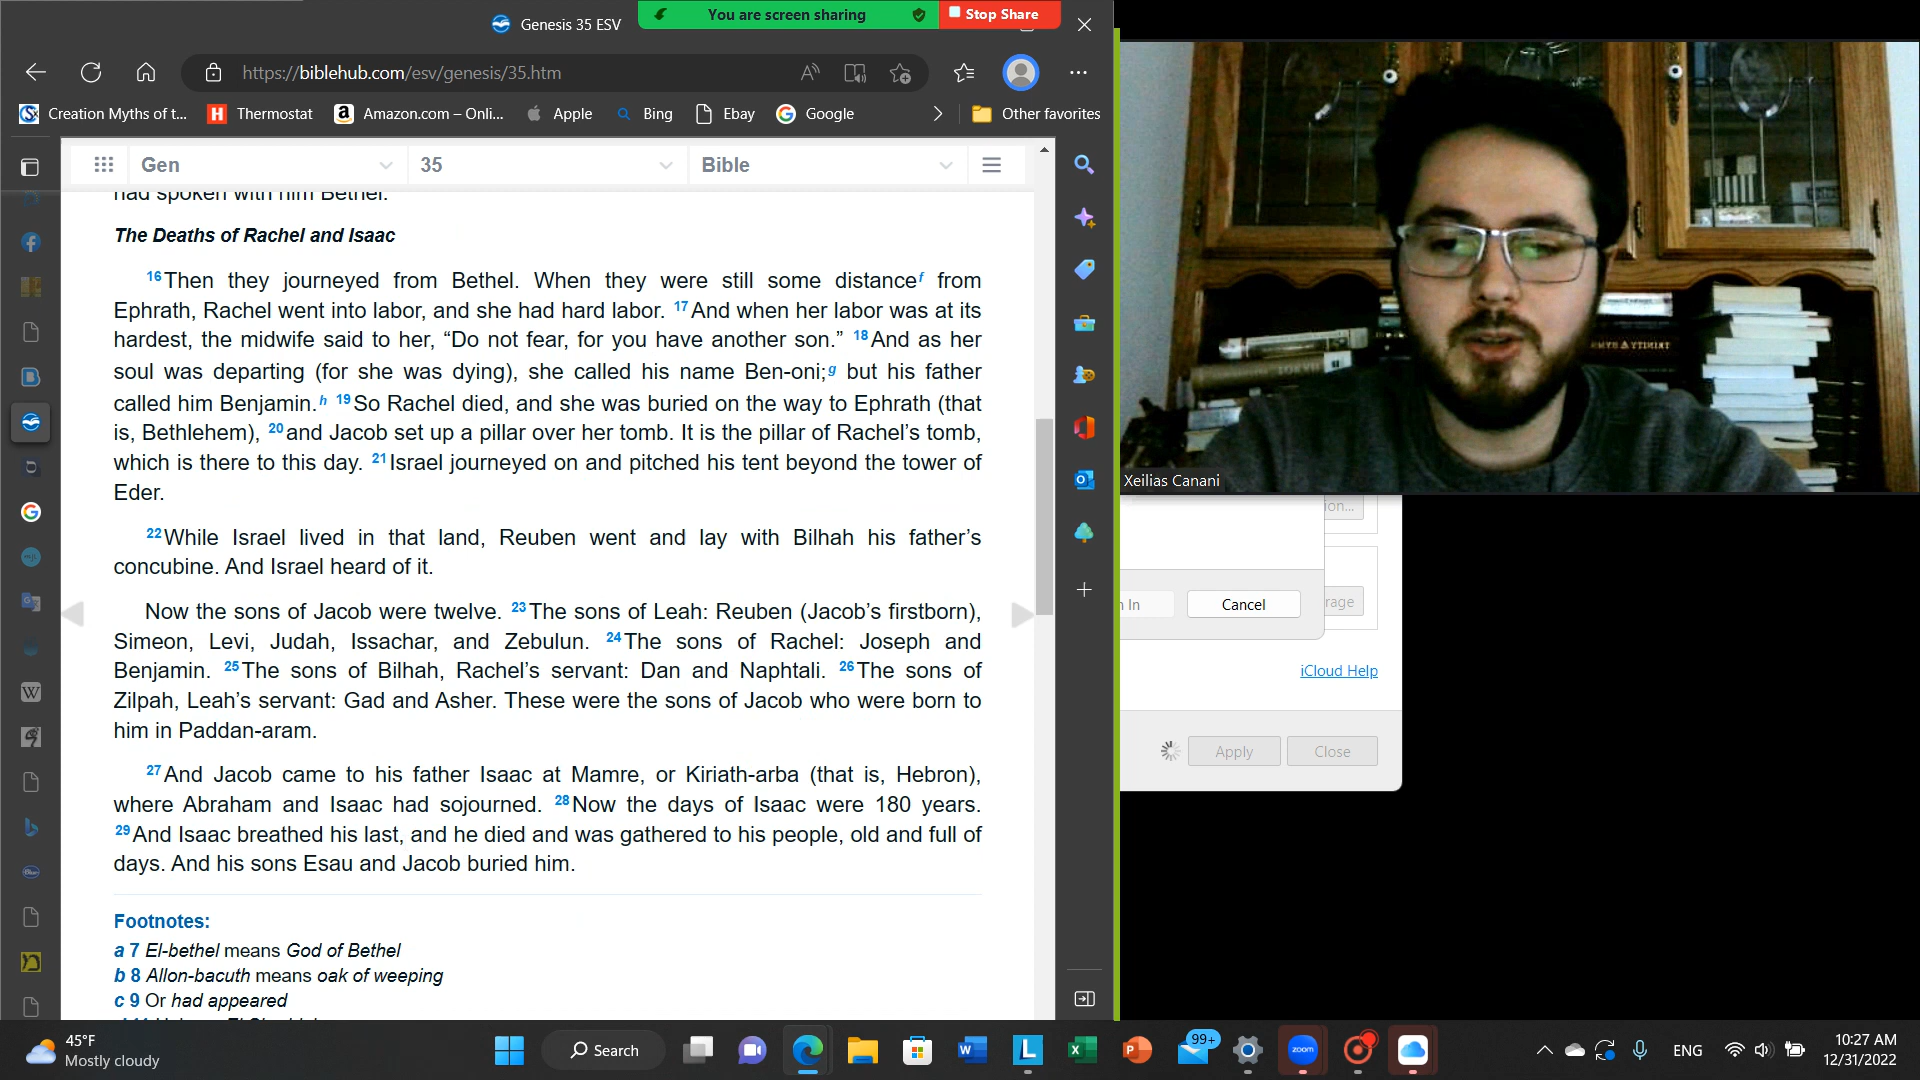 You are screen sharing
Stop Share
Genesis 35 ESV
https://biblehub.com/esv/genesis/35.htm
Creation Myths of t...
Thermostat
Amazon.com – Onli...
Apple
Bing
Ebay
Google
Other favorites
Gen
35
Bible
had spoken with him Bethel.
The Deaths of Rachel and Isaac
16Then they journeyed from Bethel. When they were still some distancef from
Ephrath, Rachel went into labor, and she had hard labor. 17And when her labor was at its
hardest, the midwife said to her, “Do not fear, for you have another son.” 18And as her
soul was departing (for she was dying), she called his name Ben-oni;g but his father
called him Benjamin.h 19So Rachel died, and she was buried on the way to Ephrath (that
is, Bethlehem), 20and Jacob set up a pillar over her tomb. It is the pillar of Rachel’s tomb,
which is there to this day. 21Israel journeyed on and pitched his tent beyond the tower of
Eder.
22While Israel lived in that land, Reuben went and lay with Bilhah his father’s
concubine. And Israel heard of it.
Now the sons of Jacob were twelve. 23The sons of Leah: Reuben (Jacob’s firstborn),
Simeon, Levi, Judah, Issachar, and Zebulun. 24The sons of Rachel: Joseph and
Benjamin. 25The sons of Bilhah, Rachel’s servant: Dan and Naphtali. 26The sons of
Zilpah, Leah’s servant: Gad and Asher. These were the sons of Jacob who were born to
him in Paddan-aram.
27And Jacob came to his father Isaac at Mamre, or Kiriath-arba (that is, Hebron),
where Abraham and Isaac had sojourned. 28Now the days of Isaac were 180 years.
29And Isaac breathed his last, and he died and was gathered to his people, old and full of
days. And his sons Esau and Jacob buried him.
Footnotes:
a 7 El-bethel means God of Bethel
b 8 Allon-bacuth means oak of weeping
c 9 Or had appeared
Xeilias Canani
ion...
n In
Cancel
rage
iCloud Help
Apply
Close
45°F
Mostly cloudy
Search
99+
zoom
ENG
10:27 AM
12/31/2022